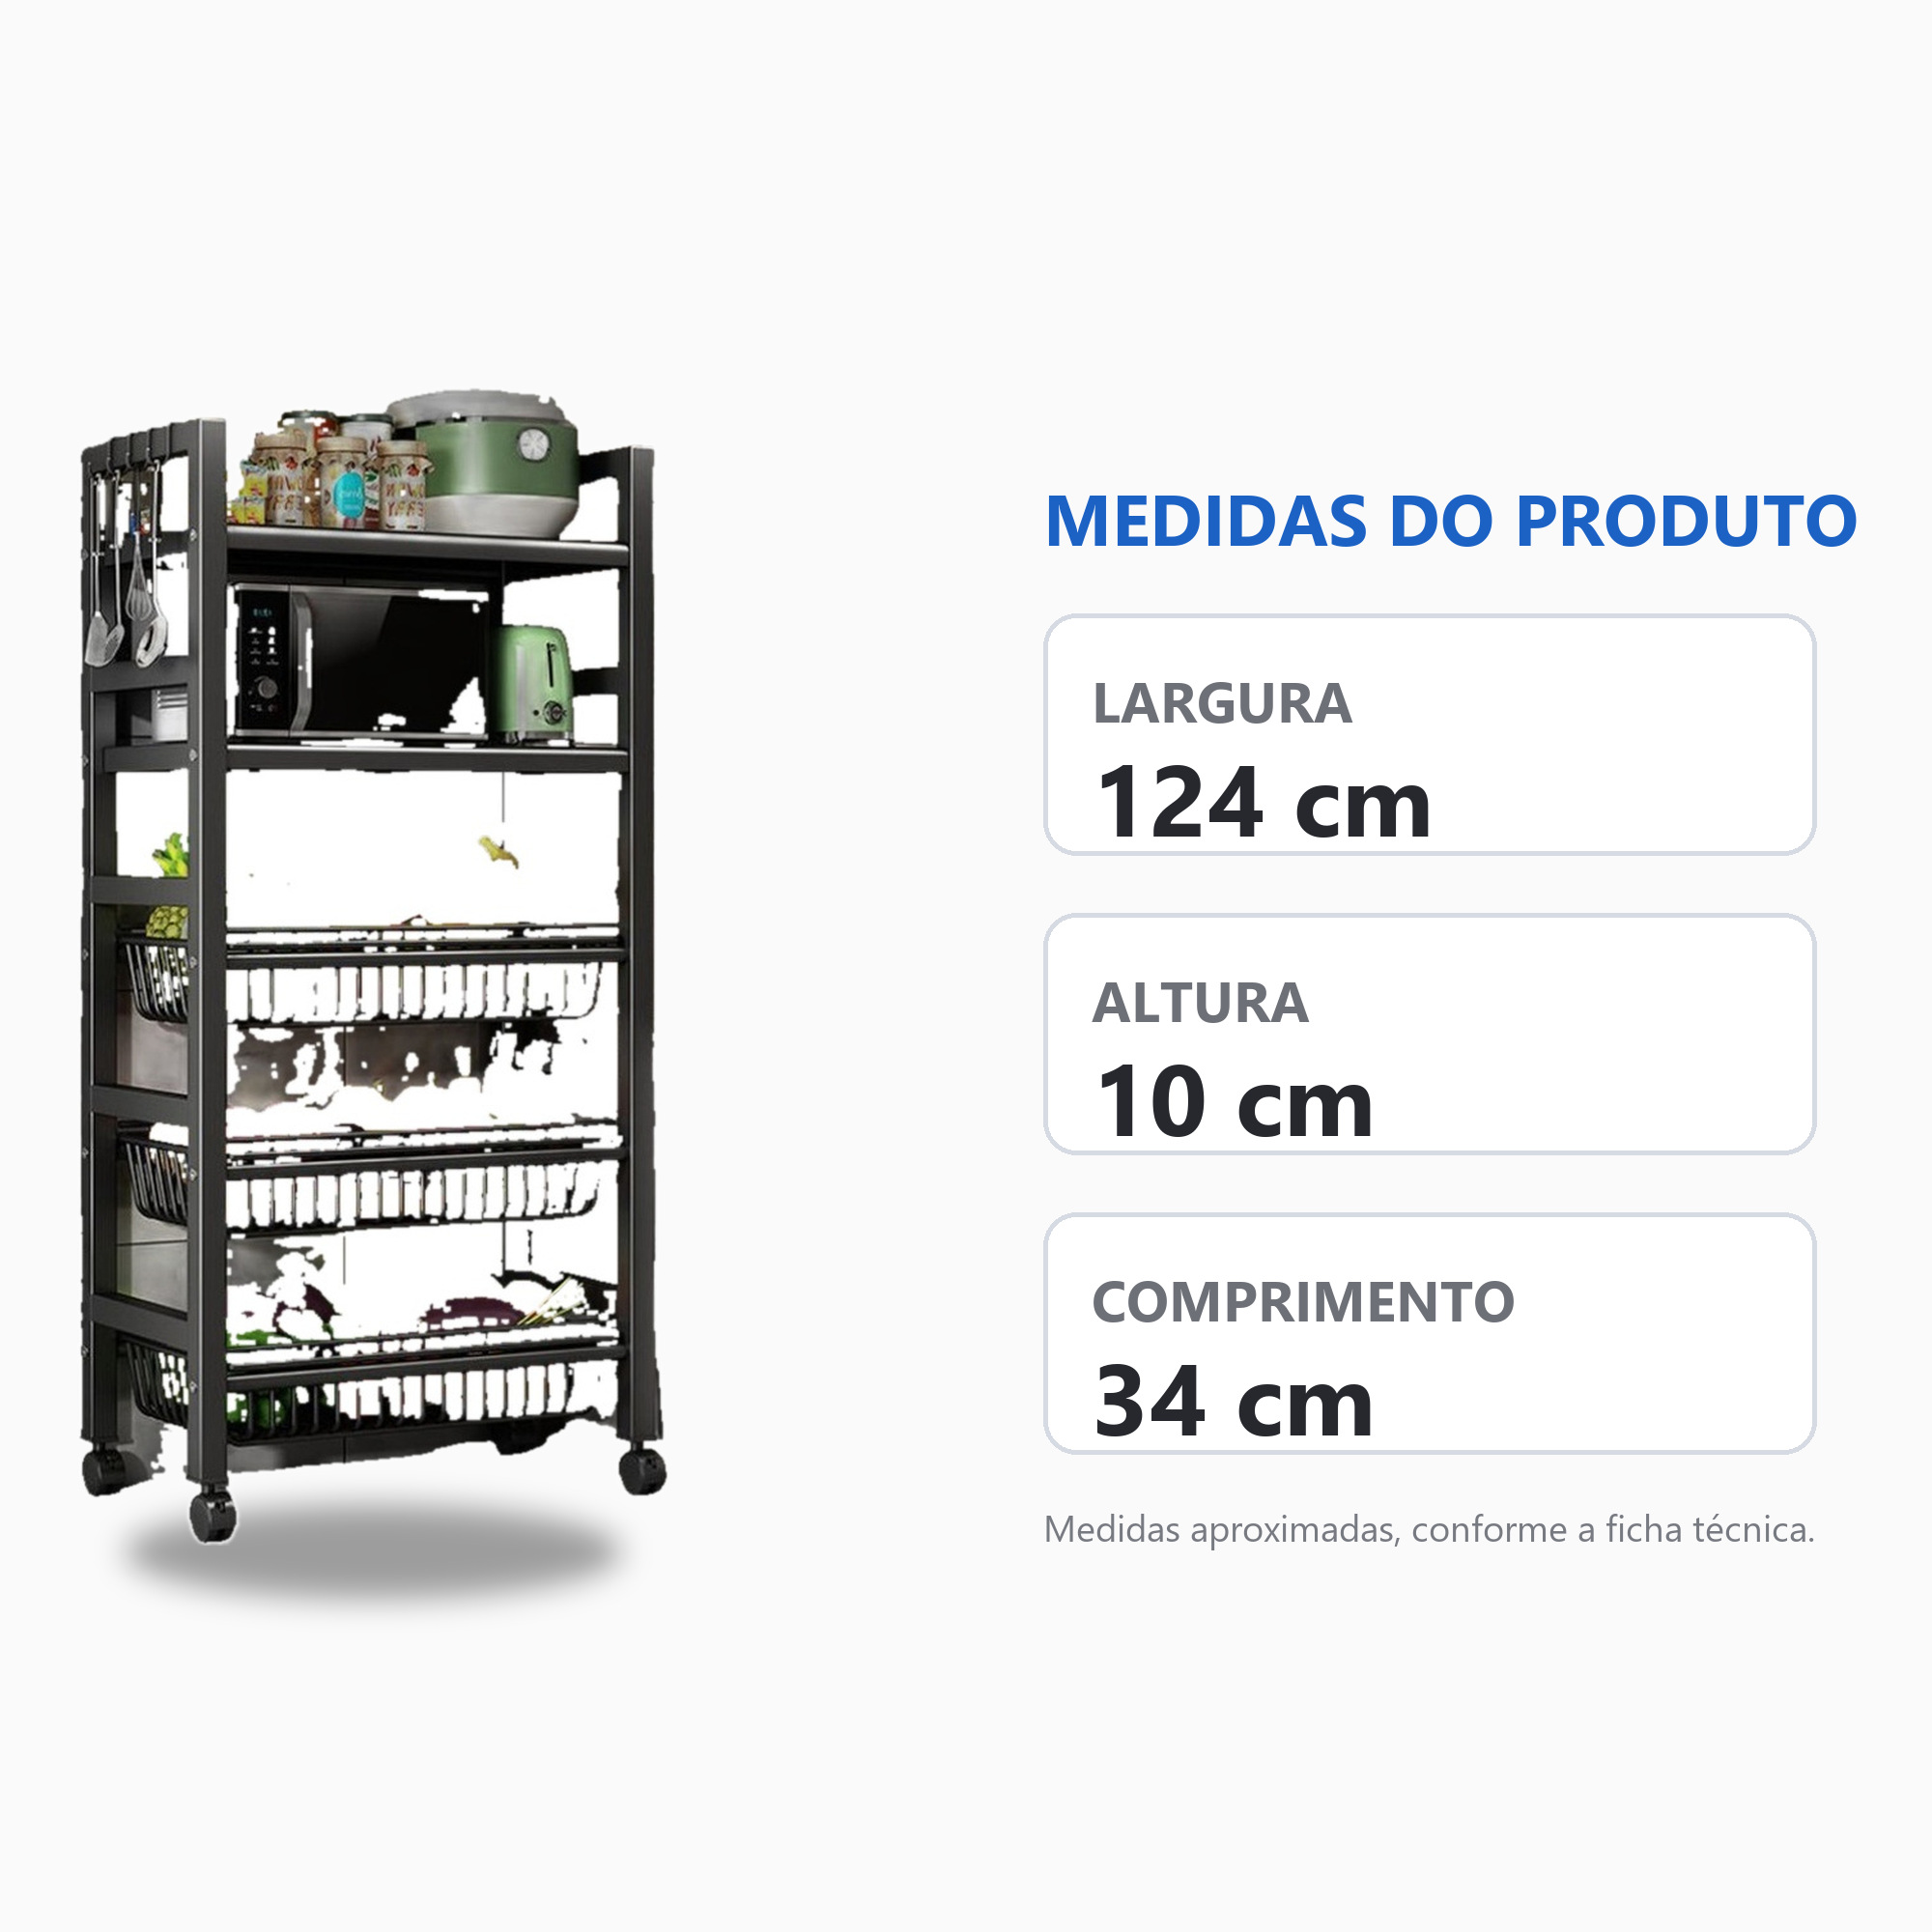 MEDIDAS DO PRODUTO
LARGURA
124 cm
ALTURA
10 cm
COMPRIMENTO
34 cm
Medidas aproximadas, conforme a ficha técnica.